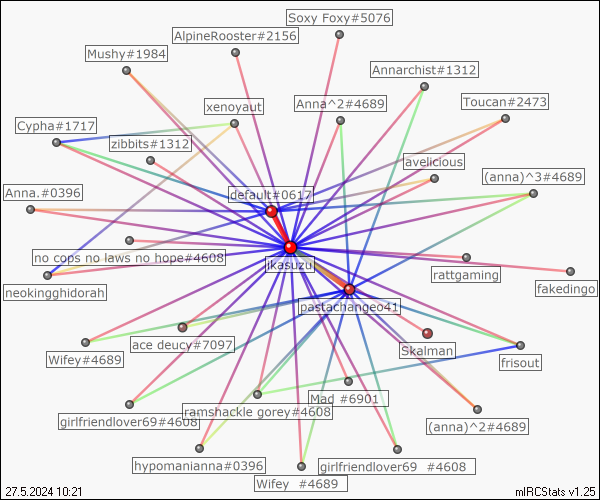 Soxy Foxy#5076
AlpineRooster#2156
Mushy#1984
Annarchist#1312
xenoyaut
Anna^2#4689
Toucan#2473
Cypha#1717
zibbits#1312
avelicious
(anna)^3#4689
Anna.#0396
default#0617
no cops no laws no hope#4608
jkasuzu
rattgaming
fakedingo
neokingghidorah
pastachangeo41
ace deucy#7097
Skalman
Wifey#4689
frisout
Mad #6901
girlfriendlover69#4608
ramshackle gorey#4608
(anna)^2#4689
hypomanianna#0396
girlfriendlover69 #4608
Wifey #4689
27.5.2024 10:21
mIRCStats v1.25